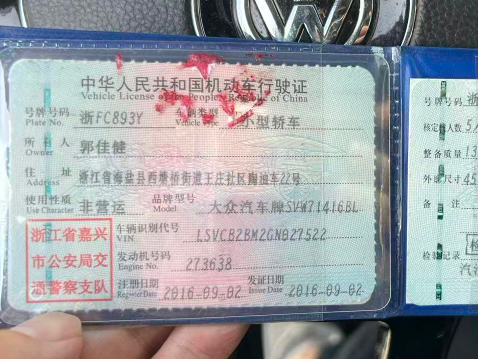 中华人民共和国机动车行驶证
Vehicle License of the People's Republic of China
号牌号码 浙FC893Y 车辆类型 小型轿车
Plate No.
所有人 郭佳健
Owner
住址 浙江省海盐县西塘桥街道王庄社区陶迪车22号
Address
使用性质 非营运 品牌型号 大众汽车牌SVW71416BL
Use Character Model
浙江省嘉兴
市公安局交
通警察支队
车辆识别代号 LSVCB2BM2GN027522
VIN
发动机号码 273638
Engine No.
注册日期 2016-09-02 发证日期 2016-09-02
Register Date Issue Date
号牌号码 浙
核定载人数 5人
整备质量 13
外廓尺寸 45
备注
检验记录